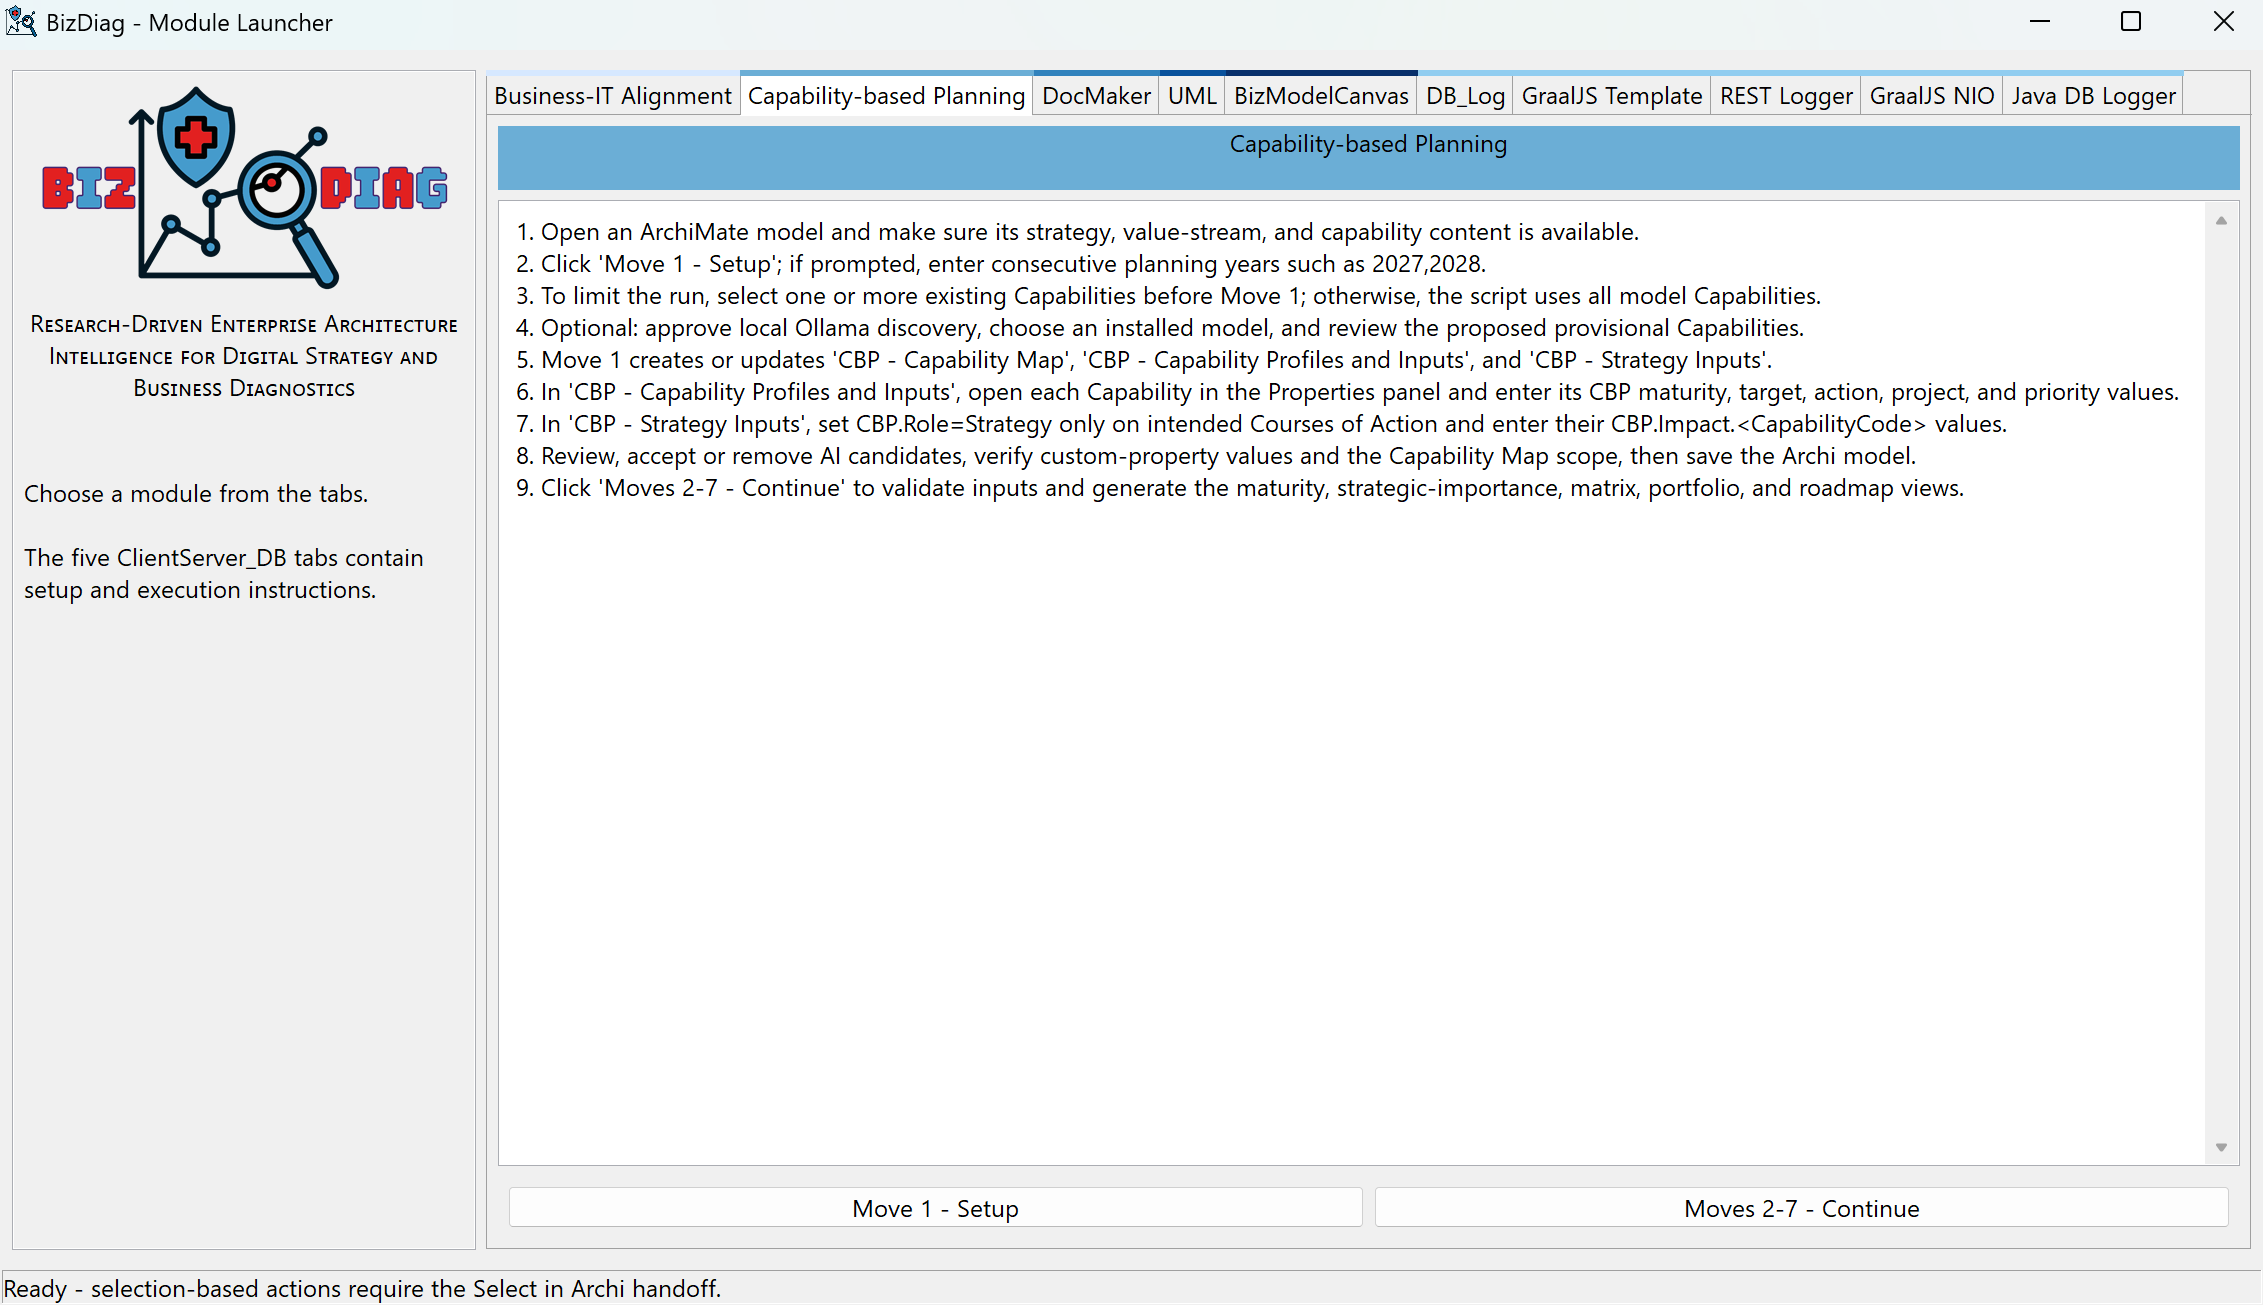 BizDiag - Module Launcher
BIZ DIAG
Research-Driven Enterprise Architecture
Intelligence for Digital Strategy and
Business Diagnostics
Choose a module from the tabs.
The five ClientServer_DB tabs contain
setup and execution instructions.
Business-IT Alignment Capability-based Planning DocMaker UML BizModelCanvas DB_Log GraalJS Template REST Logger GraalJS NIO Java DB Logger
Capability-based Planning
1. Open an ArchiMate model and make sure its strategy, value-stream, and capability content is available.
2. Click 'Move 1 - Setup'; if prompted, enter consecutive planning years such as 2027,2028.
3. To limit the run, select one or more existing Capabilities before Move 1; otherwise, the script uses all model Capabilities.
4. Optional: approve local Ollama discovery, choose an installed model, and review the proposed provisional Capabilities.
5. Move 1 creates or updates 'CBP - Capability Map', 'CBP - Capability Profiles and Inputs', and 'CBP - Strategy Inputs'.
6. In 'CBP - Capability Profiles and Inputs', open each Capability in the Properties panel and enter its CBP maturity, target, action, project, and priority values.
7. In 'CBP - Strategy Inputs', set CBP.Role=Strategy only on intended Courses of Action and enter their CBP.Impact.<CapabilityCode> values.
8. Review, accept or remove AI candidates, verify custom-property values and the Capability Map scope, then save the Archi model.
9. Click 'Moves 2-7 - Continue' to validate inputs and generate the maturity, strategic-importance, matrix, portfolio, and roadmap views.
Move 1 - Setup
Moves 2-7 - Continue
Ready - selection-based actions require the Select in Archi handoff.